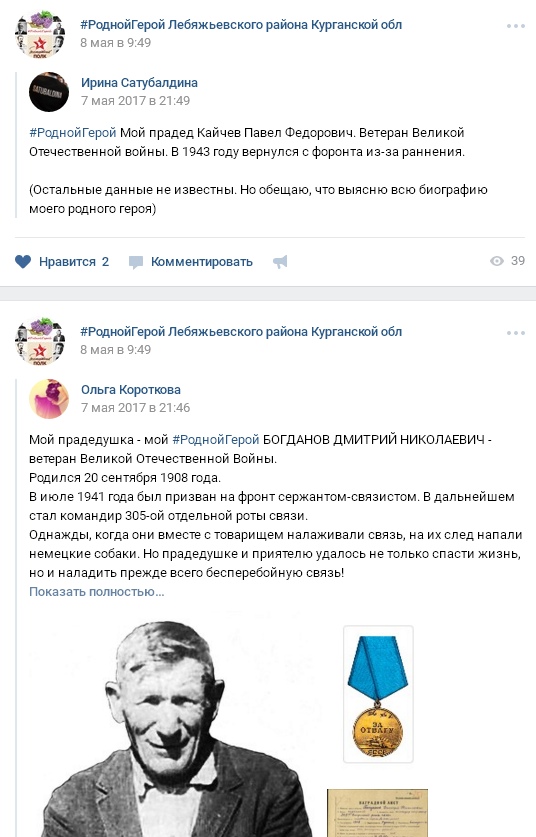 #РоднойГерой Лебяжьевского района Курганской обл
8 мая в 9:49
Ирина Сатубалдина
7 мая 2017 в 21:49
#РоднойГерой Мой прадед Кайчев Павел Федорович. Ветеран Великой
Отечественной войны. В 1943 году вернулся с форонта из-за раннения.
(Остальные данные не известны. Но обещаю, что выясню всю биографию
моего родного героя)
Нравится 2 Комментировать 39
#РоднойГерой Лебяжьевского района Курганской обл
8 мая в 9:49
ПОЛК
Ольга Короткова
7 мая 2017 в 21:46
Мой прадедушка - мой #РоднойГерой БОГДАНОВ ДМИТРИЙ НИКОЛАЕВИЧ -
ветеран Великой Отечественной Войны.
Родился 20 сентября 1908 года.
В июле 1941 года был призван на фронт сержантом-связистом. В дальнейшем
стал командир 305-ой отдельной роты связи.
Однажды, когда они вместе с товарищем налаживали связь, на их след напали
немецкие собаки. Но прадедушке и приятелю удалось не только спасти жизнь,
но и наладить прежде всего бесперебойную связь!
Показать полностью…
ЗА
ОТВАГУ
СССР
НАГРАДНОЙ ЛИСТ